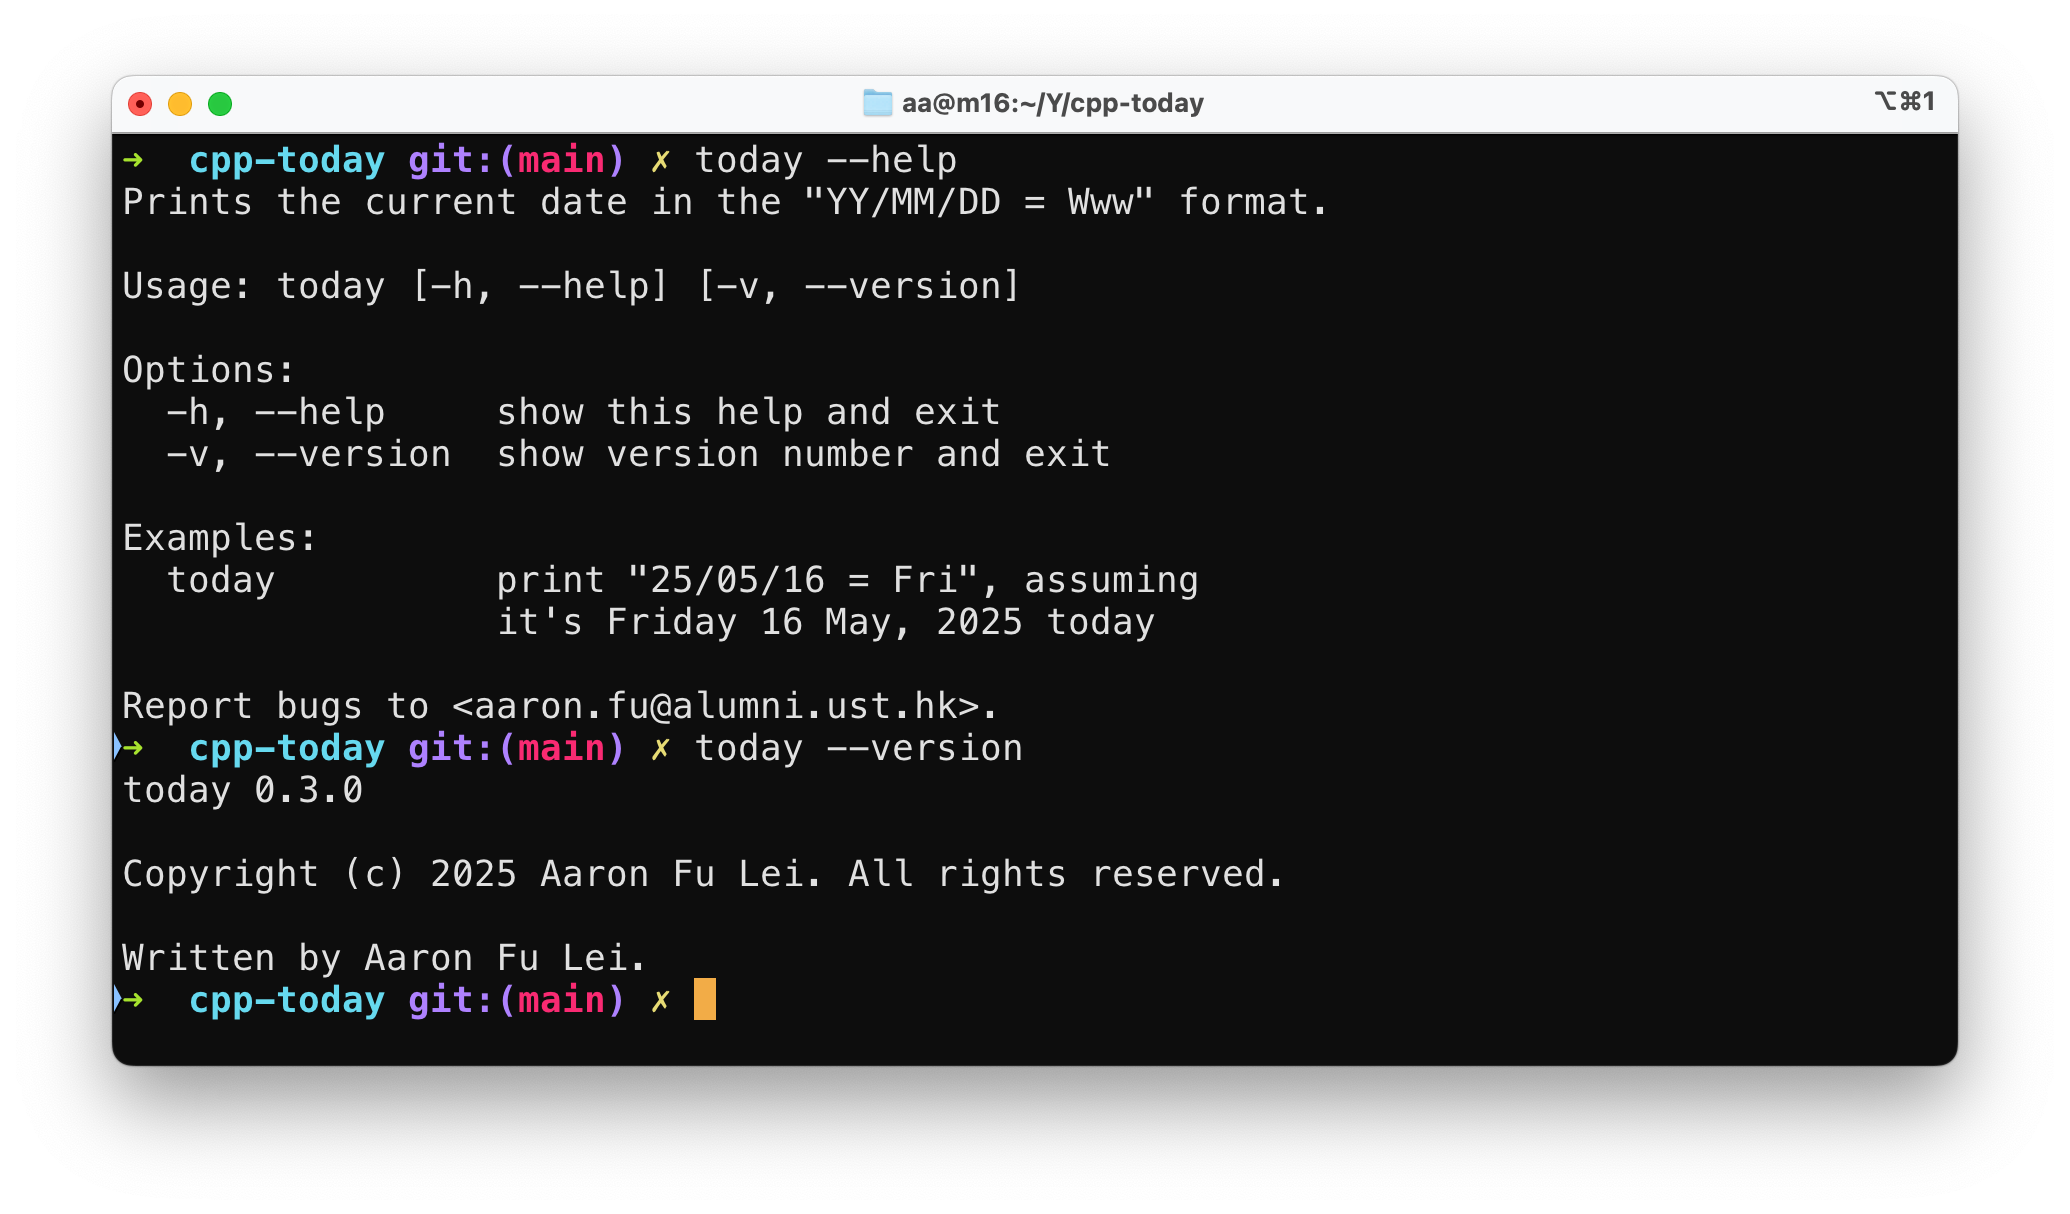 aa@m16:~/Y/cpp-today ⌥⌘1
➜  cpp-today git:(main) ✗ today --help
Prints the current date in the "YY/MM/DD = Www" format.

Usage: today [-h, --help] [-v, --version]

Options:
  -h, --help     show this help and exit
  -v, --version  show version number and exit

Examples:
  today          print "25/05/16 = Fri", assuming
                 it's Friday 16 May, 2025 today

Report bugs to <aaron.fu@alumni.ust.hk>.
➜  cpp-today git:(main) ✗ today --version
today 0.3.0

Copyright (c) 2025 Aaron Fu Lei. All rights reserved.

Written by Aaron Fu Lei.
➜  cpp-today git:(main) ✗